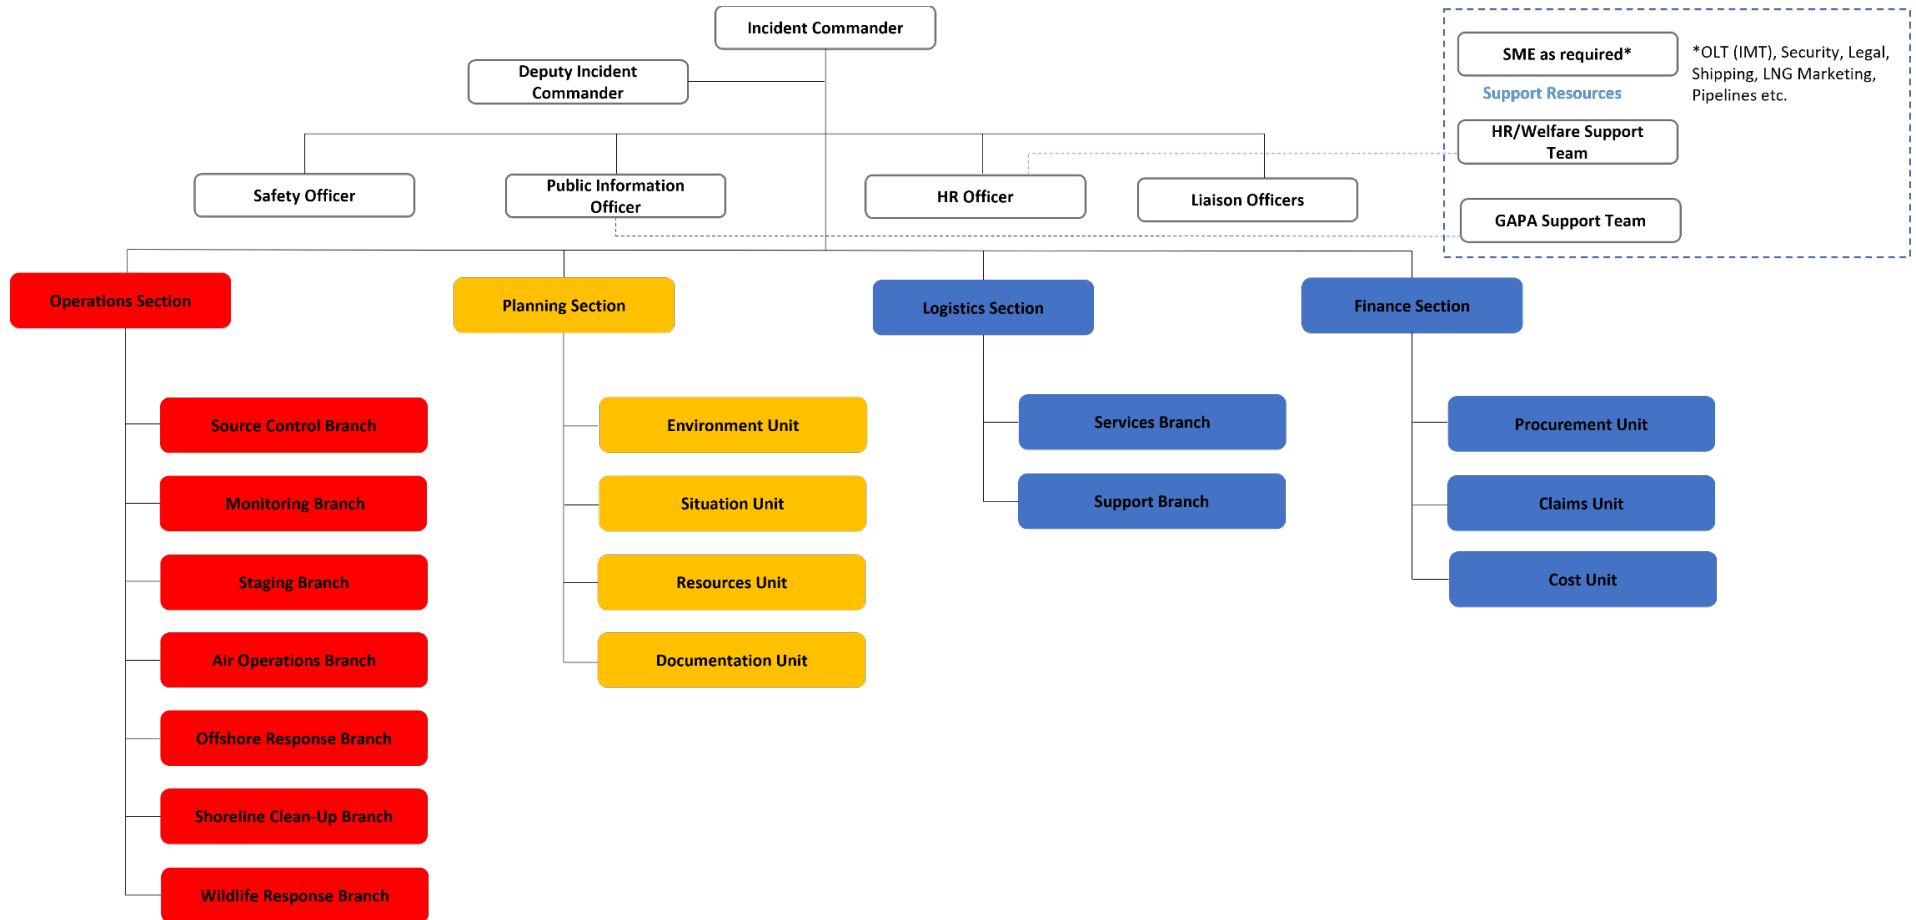 Incident Commander
Deputy Incident
Commander
SME as required*
*OLT (IMT), Security, Legal,
Shipping, LNG Marketing,
Pipelines etc.
Support Resources
HR/Welfare Support
Team
GAPA Support Team
Safety Officer
Public Information
Officer
HR Officer
Liaison Officers
Operations Section
Planning Section
Logistics Section
Finance Section
Source Control Branch
Monitoring Branch
Staging Branch
Air Operations Branch
Offshore Response Branch
Shoreline Clean-Up Branch
Wildlife Response Branch
Environment Unit
Situation Unit
Resources Unit
Documentation Unit
Services Branch
Support Branch
Procurement Unit
Claims Unit
Cost Unit